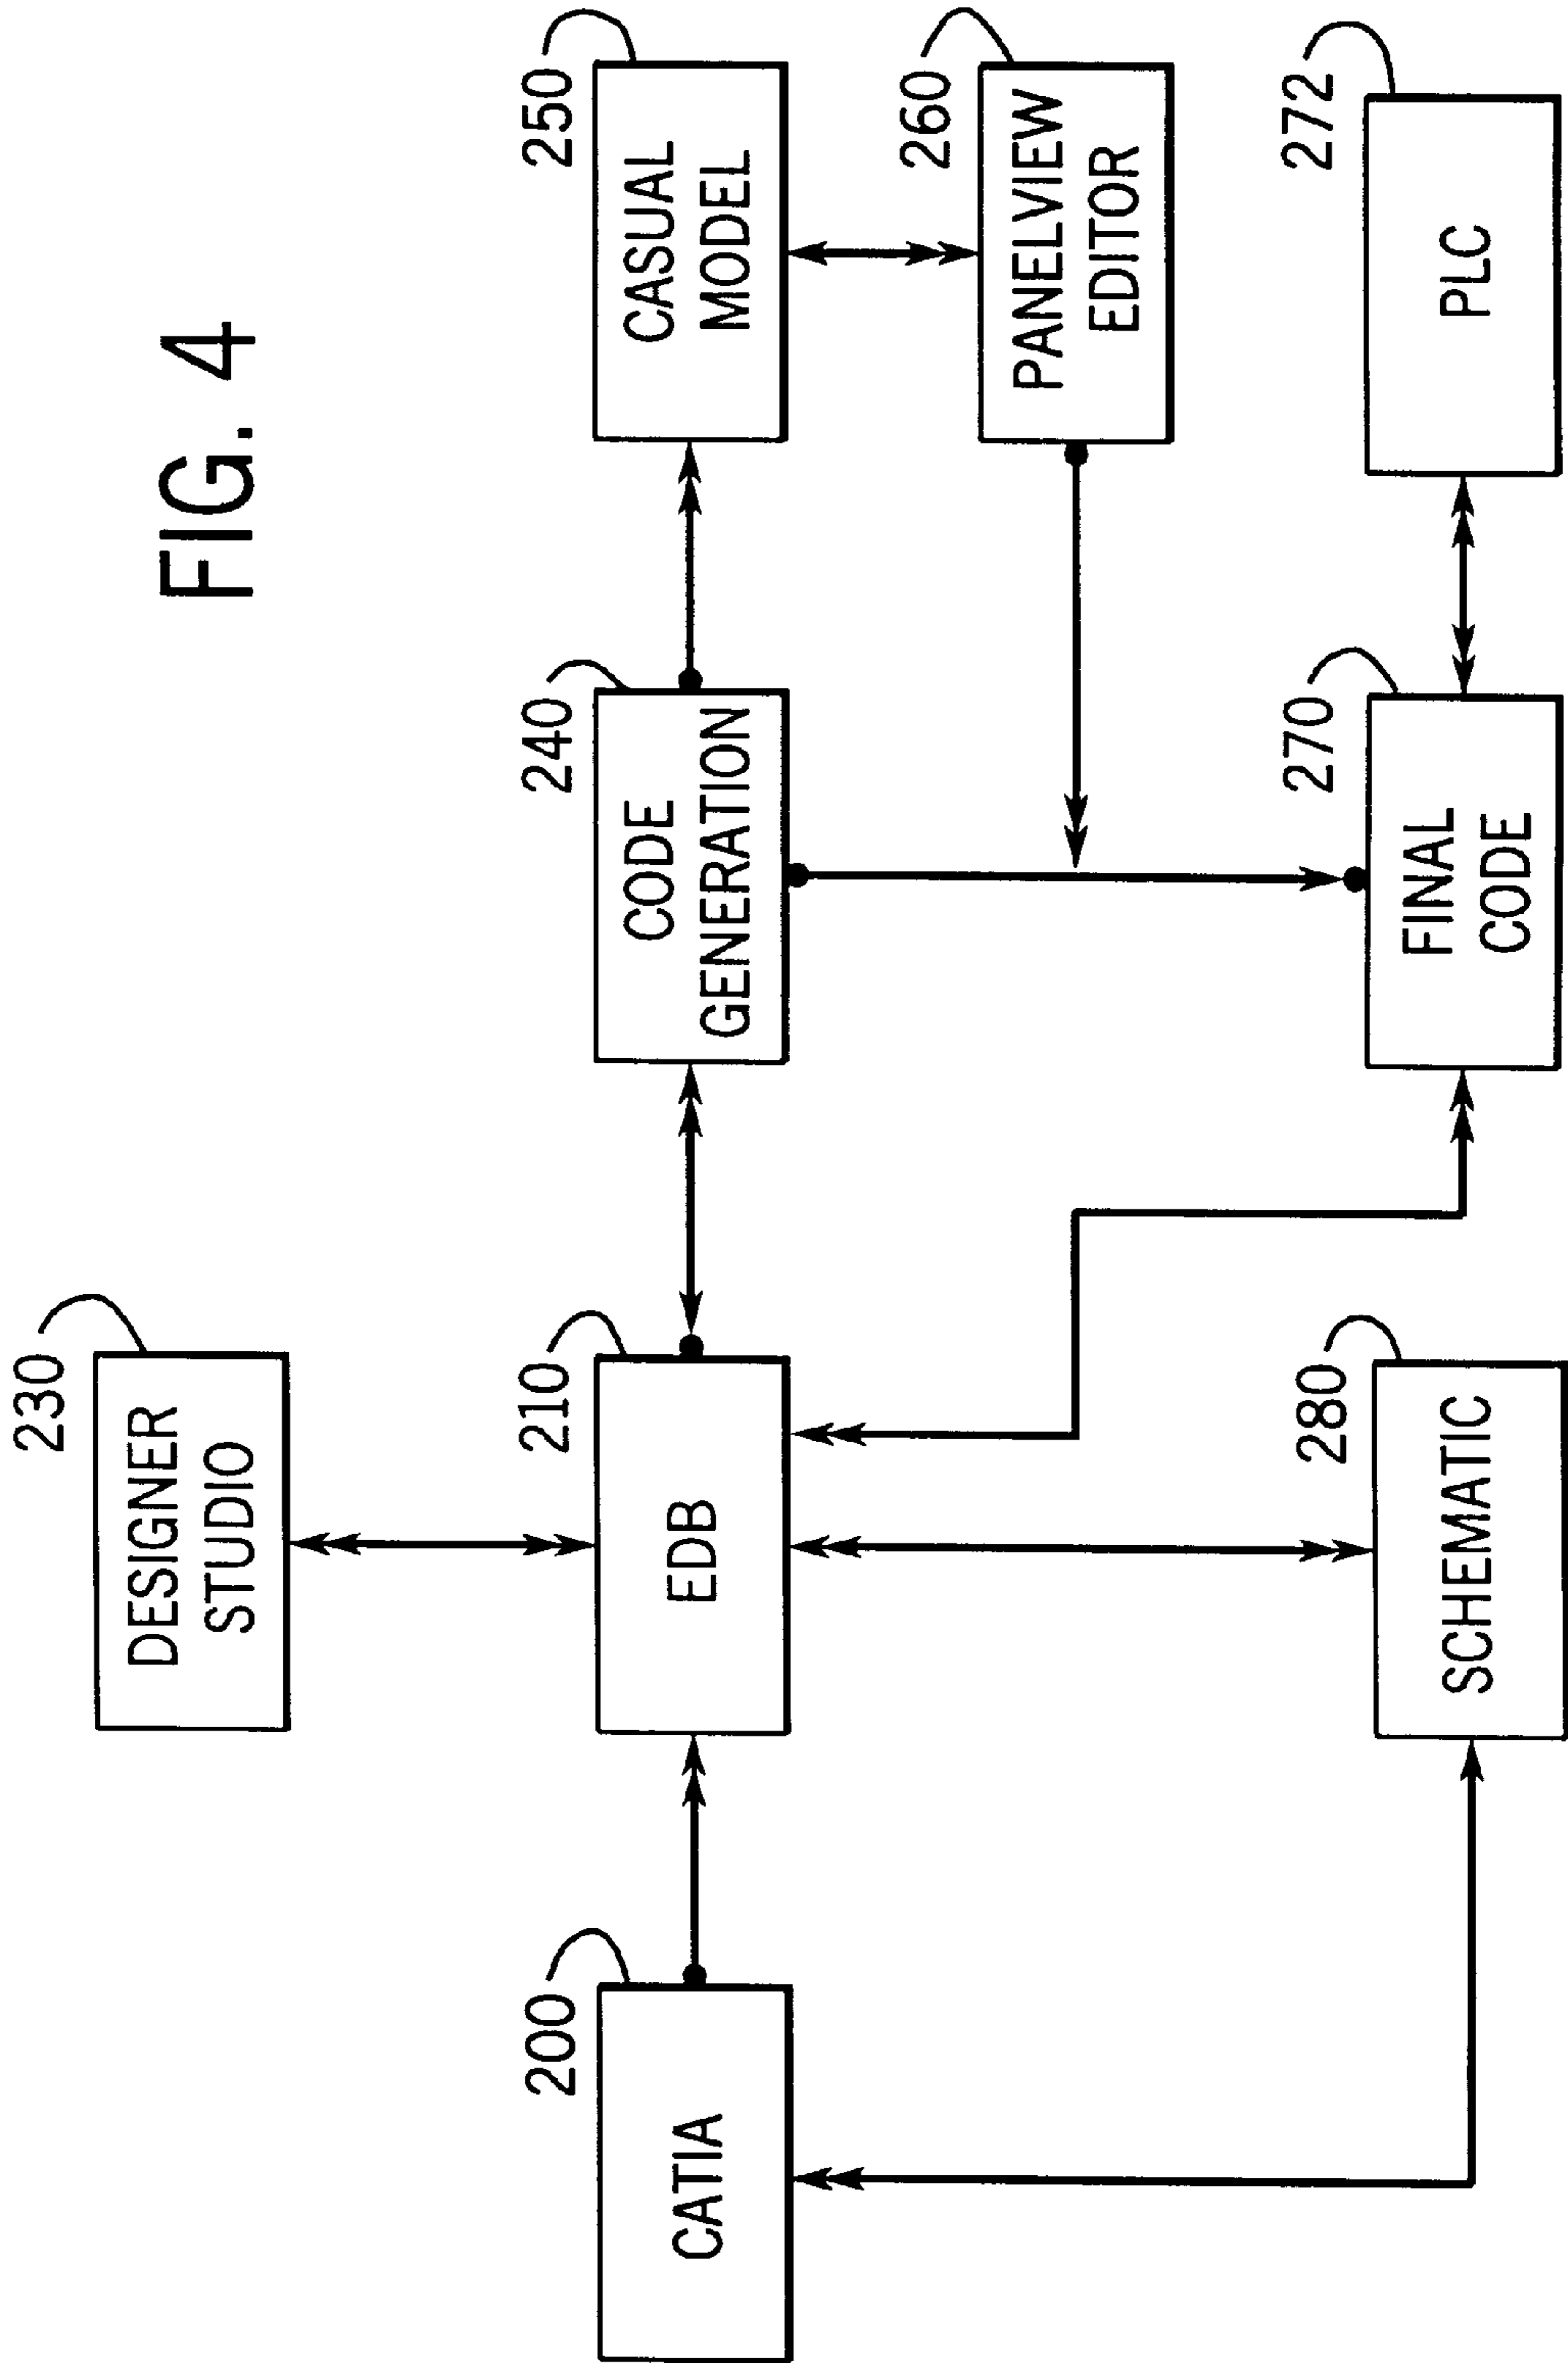 FIG. 4
230
DESIGNER
STUDIO
200
CATIA
210
EDB
240
CODE
GENERATION
250
CASUAL
MODEL
260
PANELVIEW
EDITOR
280
SCHEMATIC
270
FINAL
CODE
272
PLC